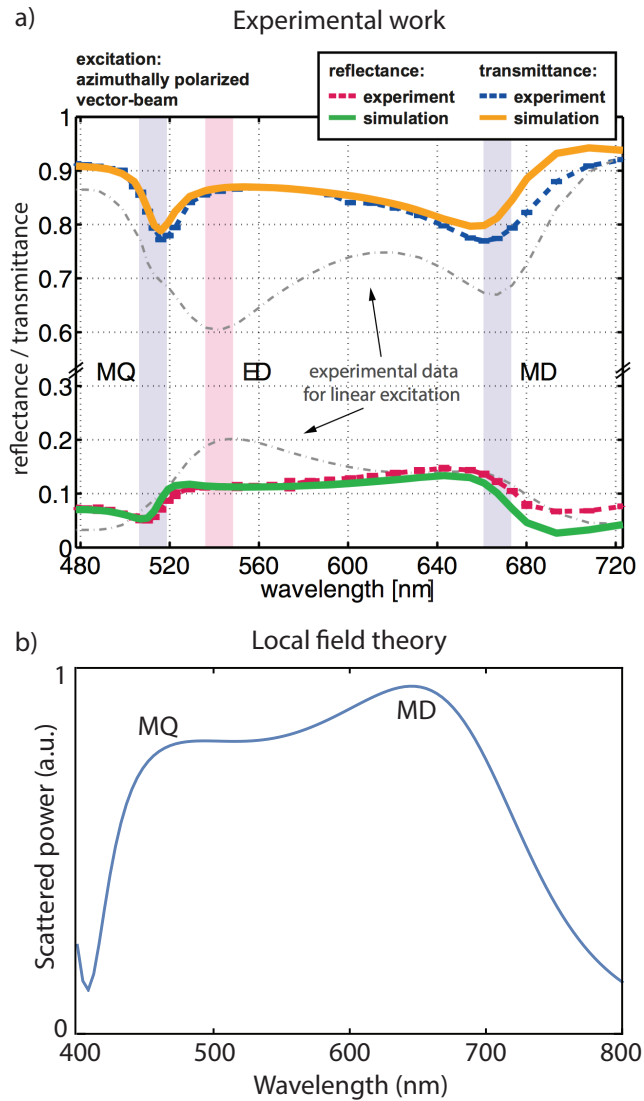 a) Experimental work
excitation:
azimuthally polarized
vector-beam
reflectance: transmittance:
experiment experiment
simulation simulation
1
0.9
0.8
0.7
0.6
0.3
0.2
0.1
0
reflectance / transmittance
MQ ED MD
experimental data
for linear excitation
480 520 560 600 640 680 720
wavelength [nm]
b) Local field theory
1
0
Scattered power (a.u.)
MQ
MD
400 500 600 700 800
Wavelength (nm)